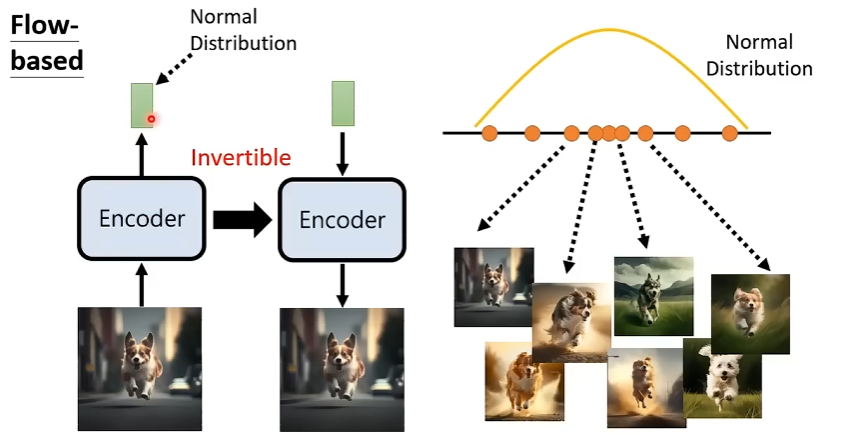 Flow-
based
Normal
Distribution
Invertible
Encoder
Encoder
Normal
Distribution